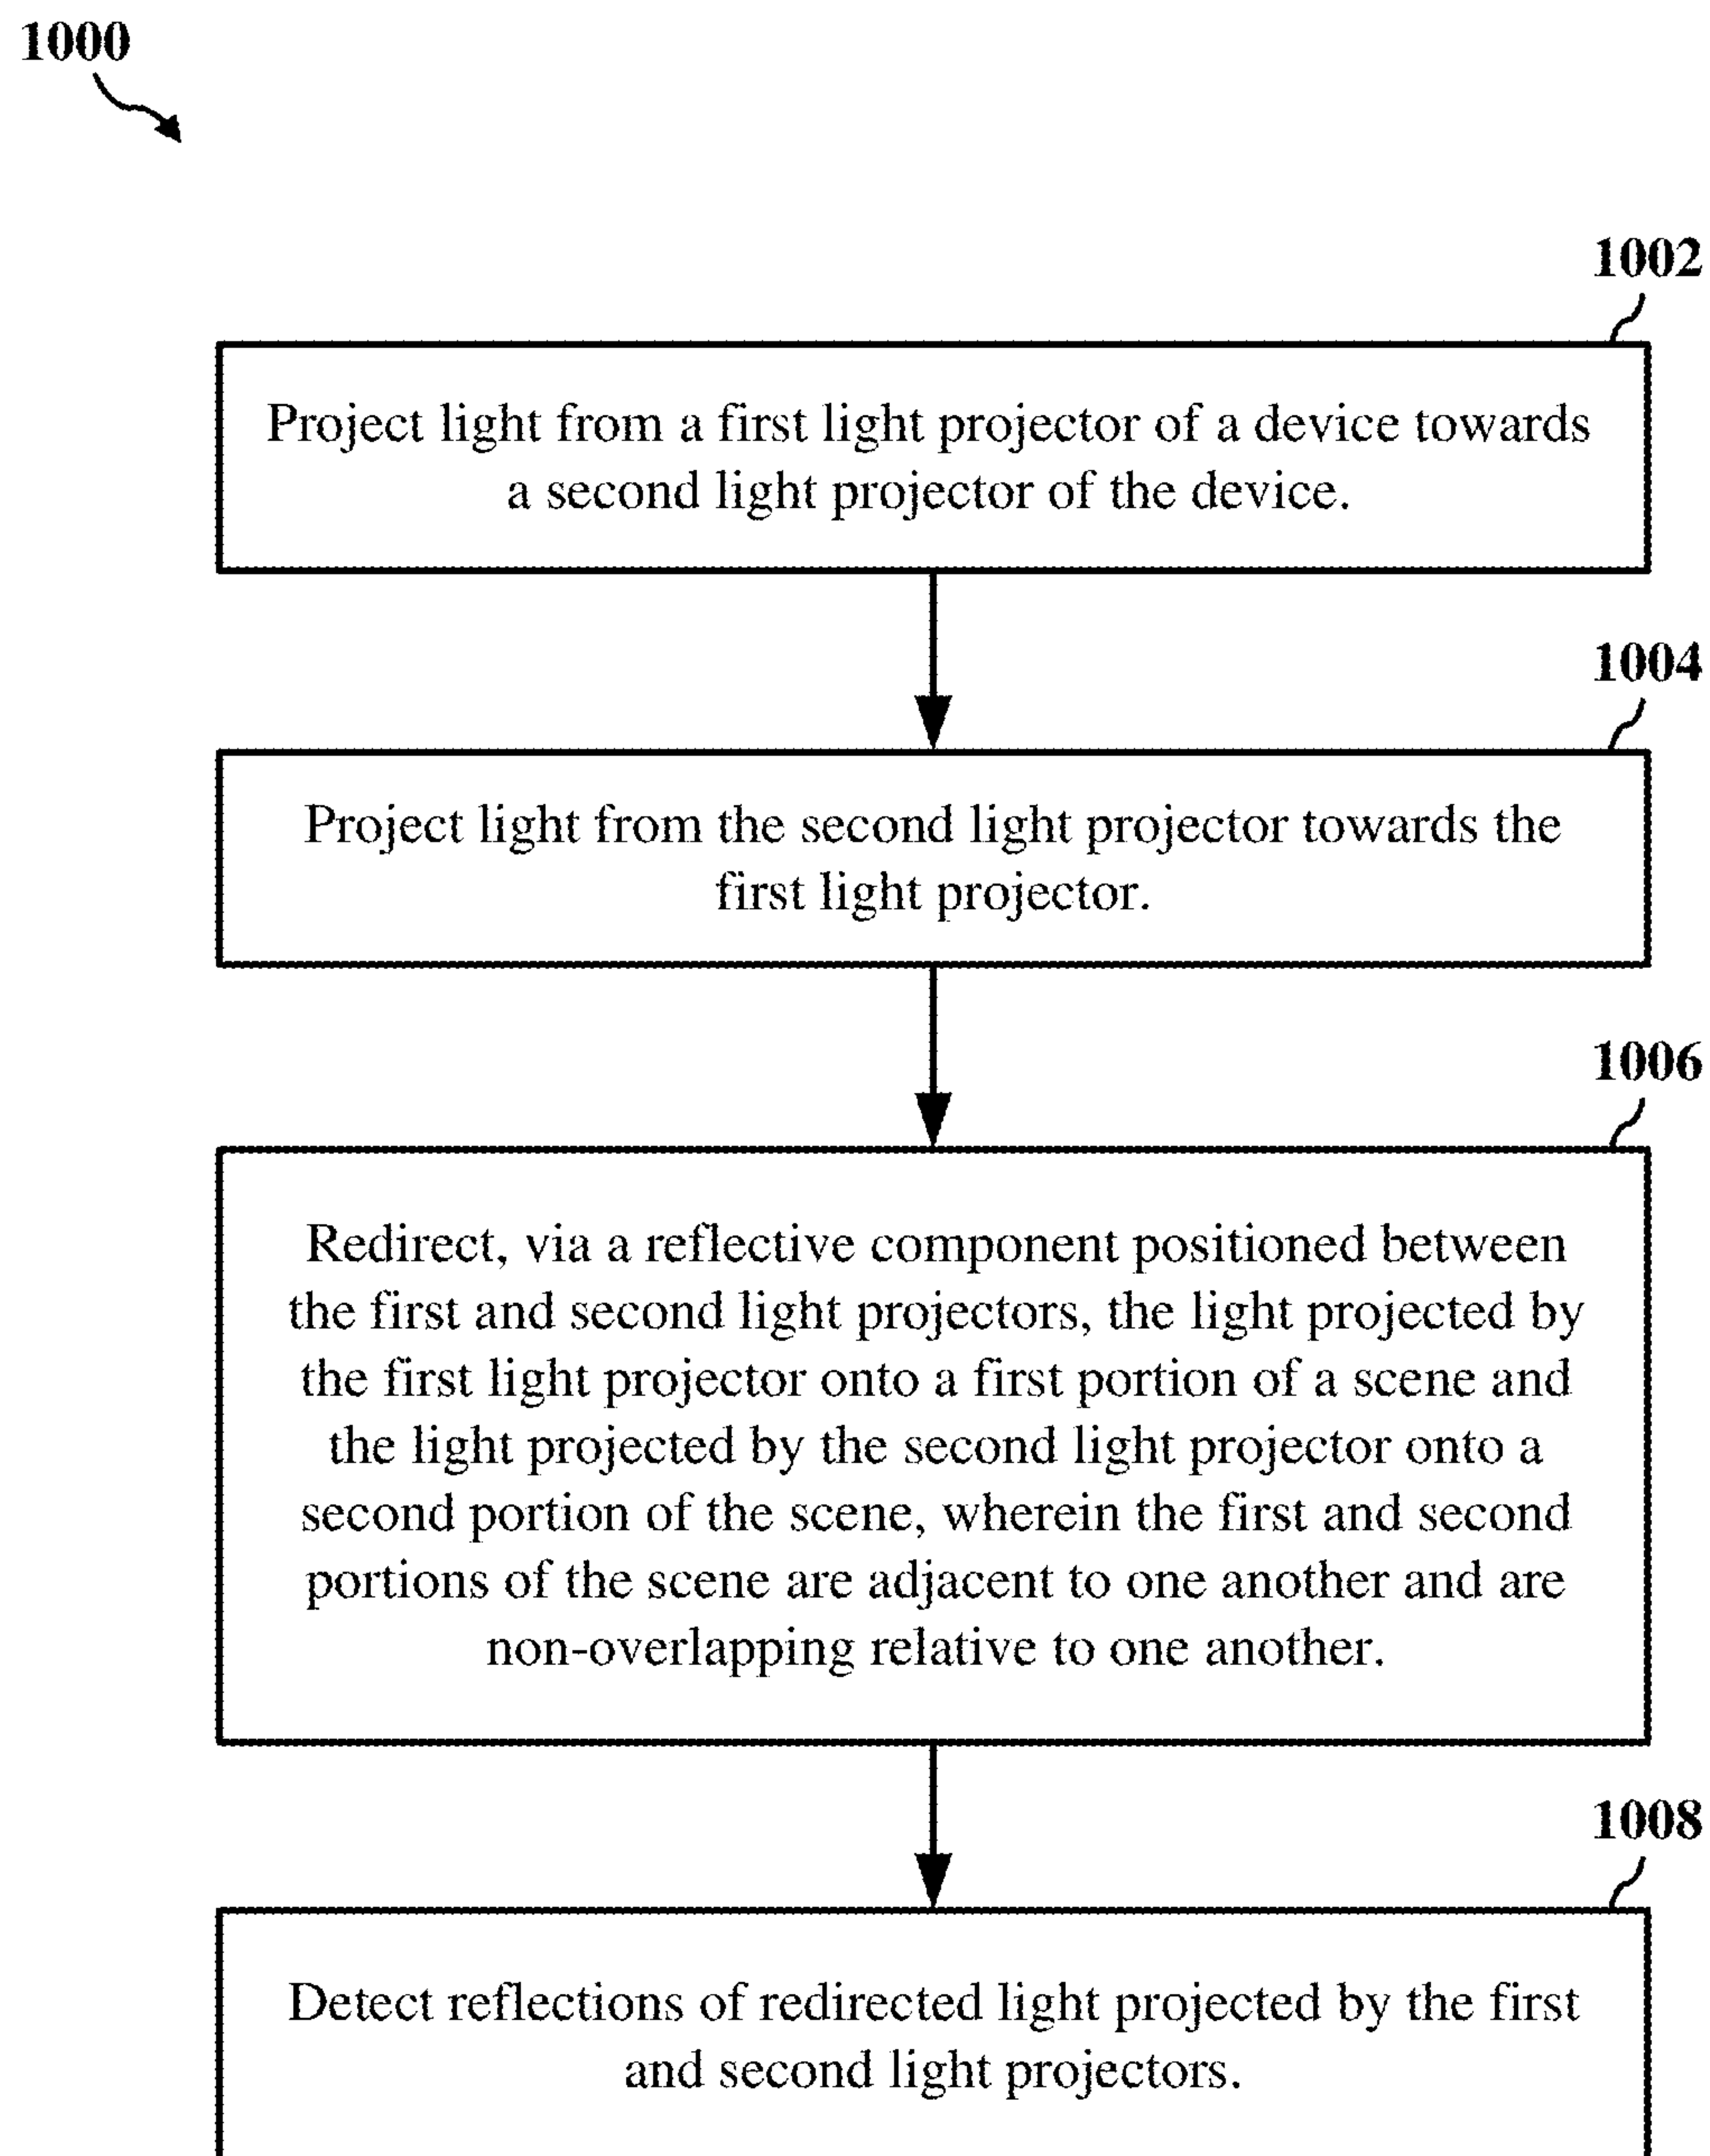 1000
1002
Project light from a first light projector of a device towards
a second light projector of the device.
1004
Project light from the second light projector towards the
first light projector.
1006
Redirect, via a reflective component positioned between
the first and second light projectors, the light projected by
the first light projector onto a first portion of a scene and
the light projected by the second light projector onto a
second portion of the scene, wherein the first and second
portions of the scene are adjacent to one another and are
non-overlapping relative to one another.
1008
Detect reflections of redirected light projected by the first
and second light projectors.